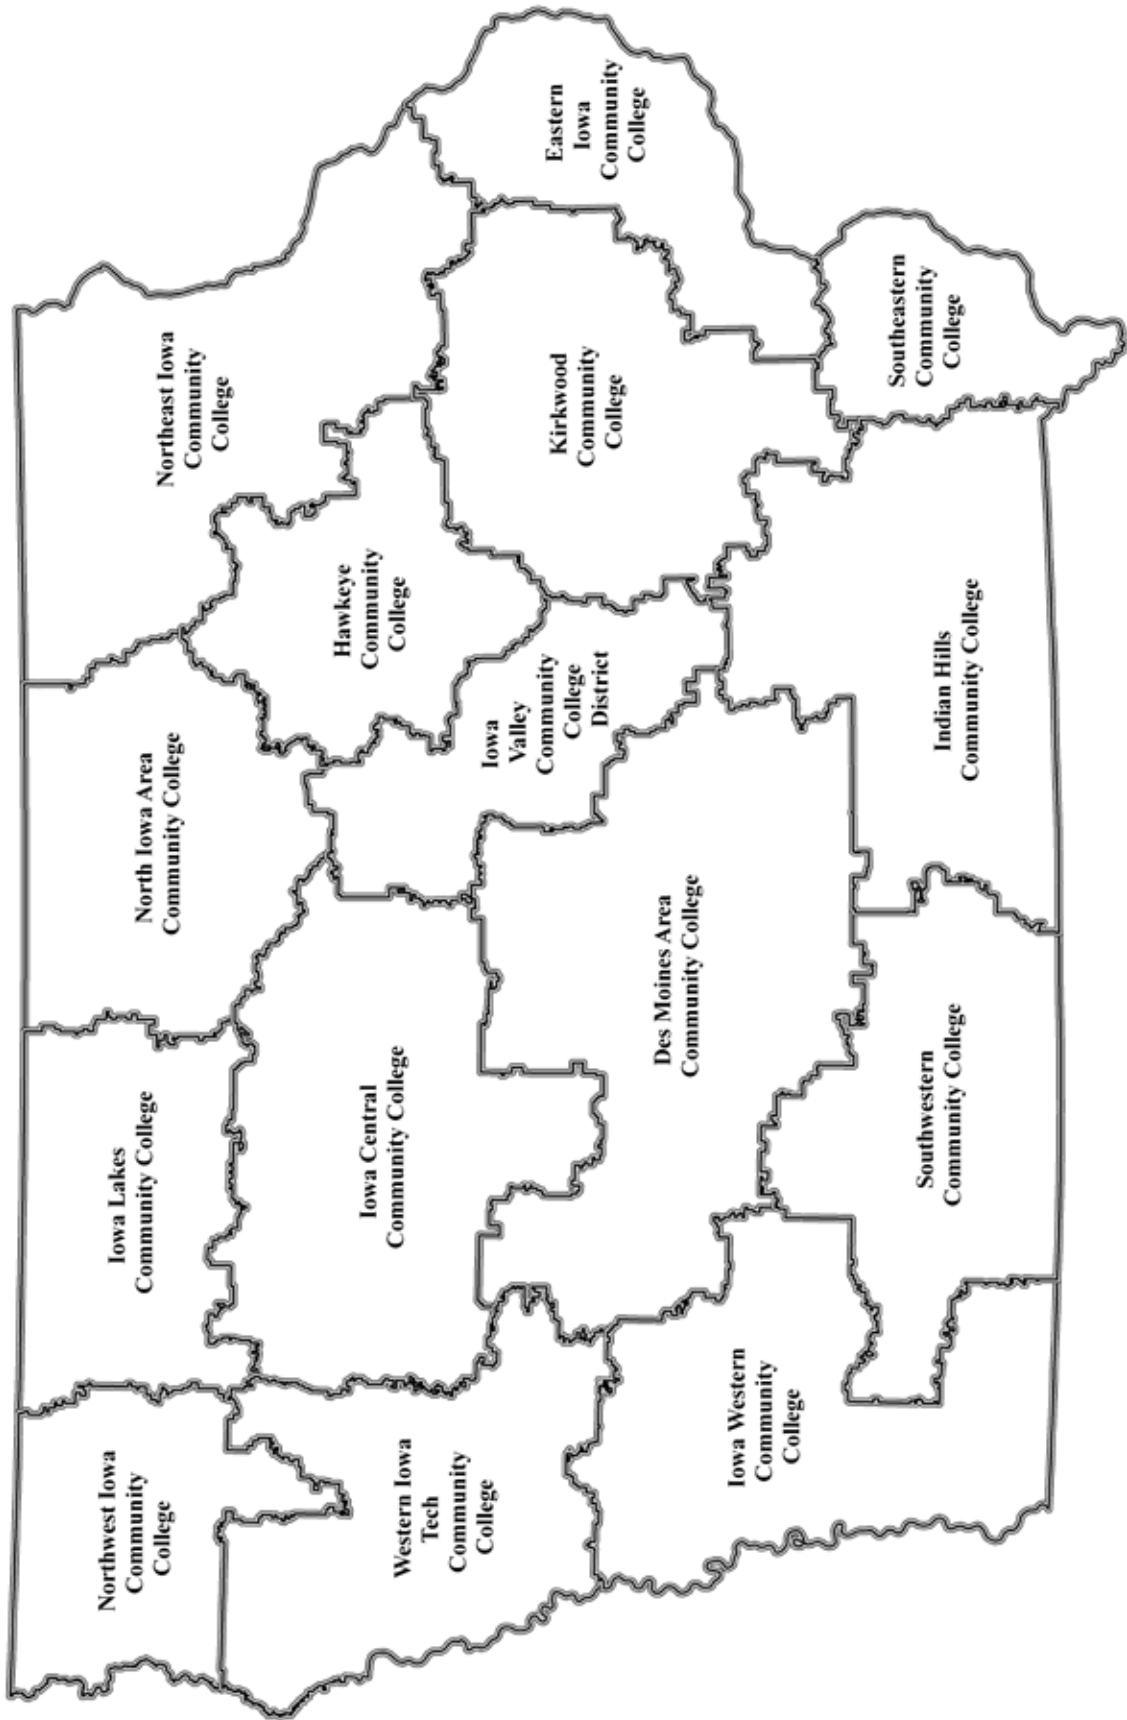 Northwest Iowa
Community
College
Iowa Lakes
Community College
North Iowa Area
Community College
Northeast Iowa
Community
College
Western Iowa
Tech
Community
College
Iowa Central
Community College
Hawkeye
Community
College
Iowa
Valley
Community
College
District
Kirkwood
Community
College
Eastern
Iowa
Community
College
Des Moines Area
Community College
Iowa Western
Community
College
Southwestern
Community College
Indian Hills
Community College
Southeastern
Community
College